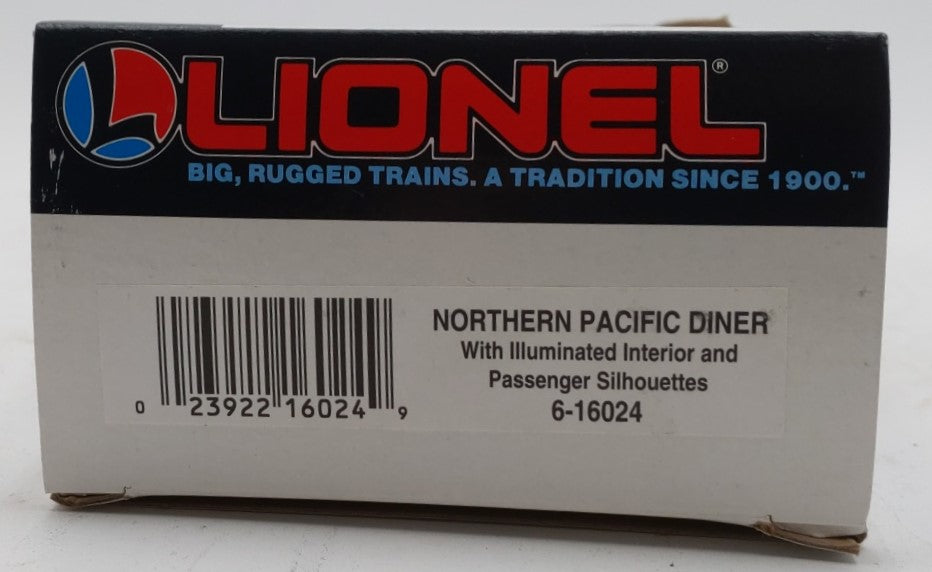 LIONEL®
BIG, RUGGED TRAINS. A TRADITION SINCE 1900.™
NORTHERN PACIFIC DINER
With Illuminated Interior and
Passenger Silhouettes
6-16024
0 23922 16024 9